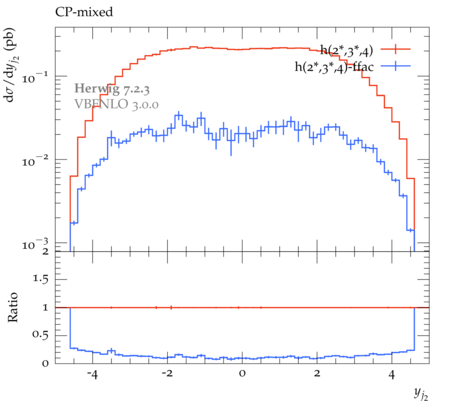 CP-mixed
dσ/dy_{j_2} (pb)
h(2*,3*,4)
h(2*,3*,4)-ffac
10^{−1}
Herwig 7.2.3
VBFNLO 3.0.0
10^{−2}
10^{−3}
Ratio
2
1.5
1
0.5
0
-4 -2 0 2 4
y_{j_2}